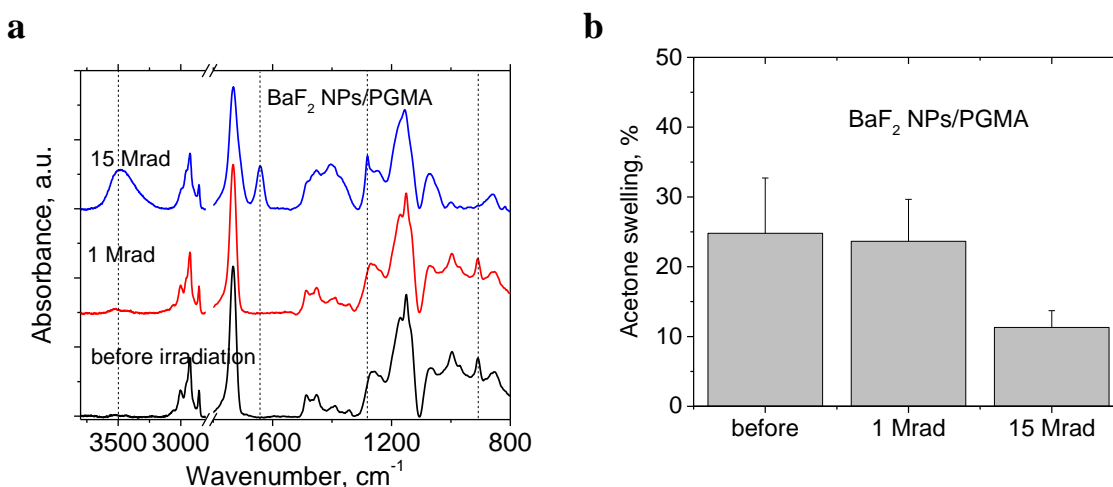 a
BaF2 NPs/PGMA
15 Mrad
1 Mrad
before irradiation
Absorbance, a.u.
3500 3000 1600 1200 800
Wavenumber, cm-1
b
50
40
30
20
10
0
BaF2 NPs/PGMA
Acetone swelling, %
before 1 Mrad 15 Mrad